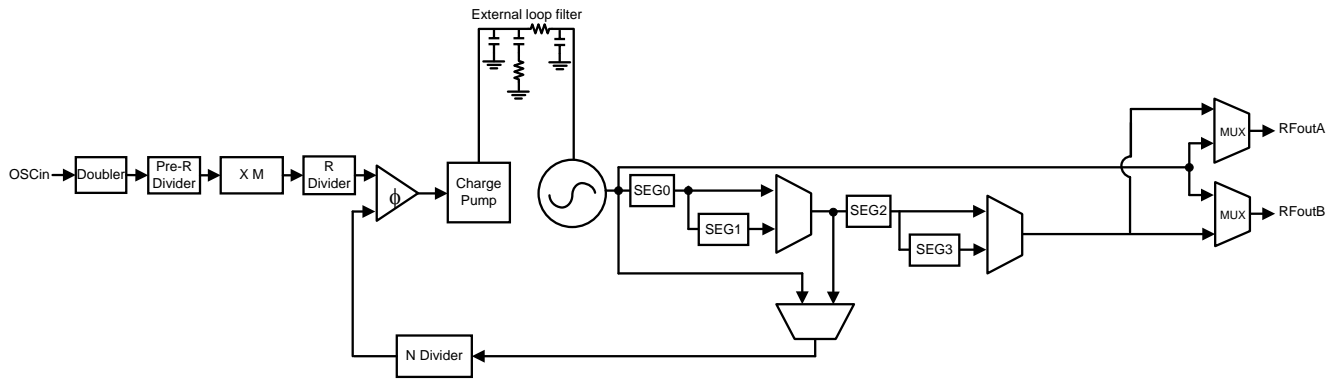 External loop filter
OSCin
Doubler
Pre-R
Divider
X M
R
Divider
ϕ
Charge
Pump
SEG0
SEG1
SEG2
SEG3
MUX
RFoutA
MUX
RFoutB
N Divider